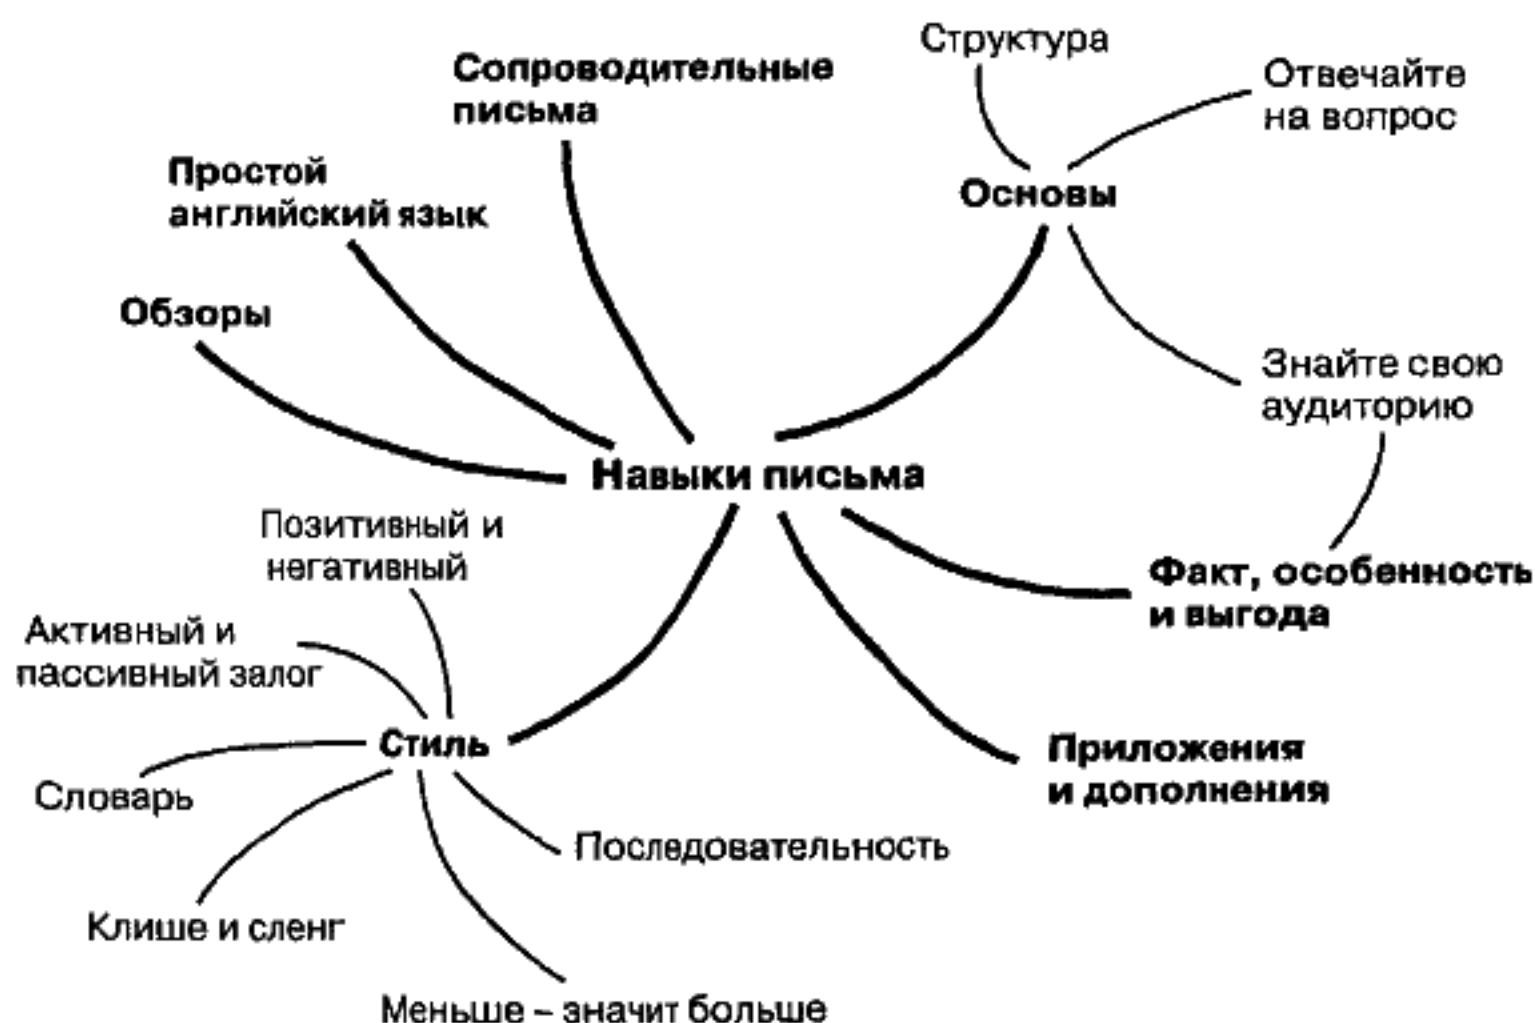 Структура
Сопроводительные
письма
Отвечайте
на вопрос
Простой
английский язык
Основы
Обзоры
Знайте свою
аудиторию
Навыки письма
Позитивный и
негативный
Факт, особенность
и выгода
Активный и
пассивный залог
Стиль
Приложения
и дополнения
Словарь
Последовательность
Клише и сленг
Меньше – значит больше